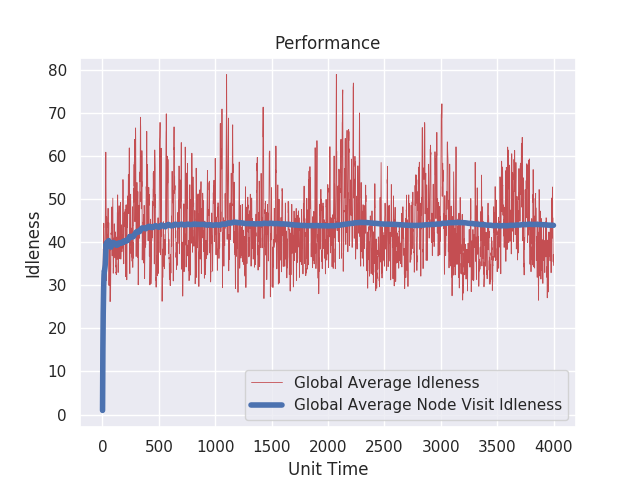 Performance
80
70
60
50
40
30
20
10
0
Idleness
Global Average Idleness
Global Average Node Visit Idleness
0 500 1000 1500 2000 2500 3000 3500 4000
Unit Time